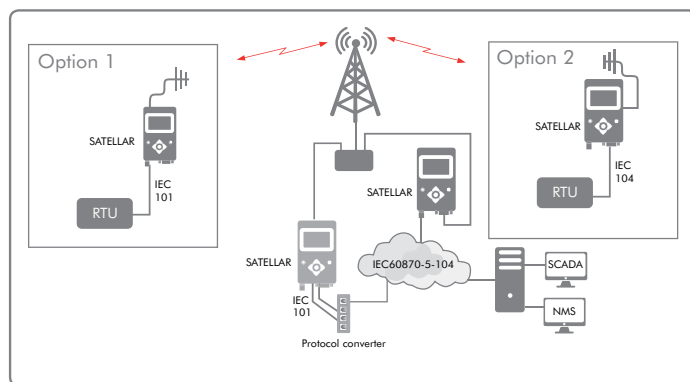 Option 1
SATELLAR
IEC
101
RTU
Option 2
SATELLAR
IEC
104
RTU
SATELLAR
SATELLAR
IEC60870-5-104
IEC
101
Protocol converter
SCADA
NMS